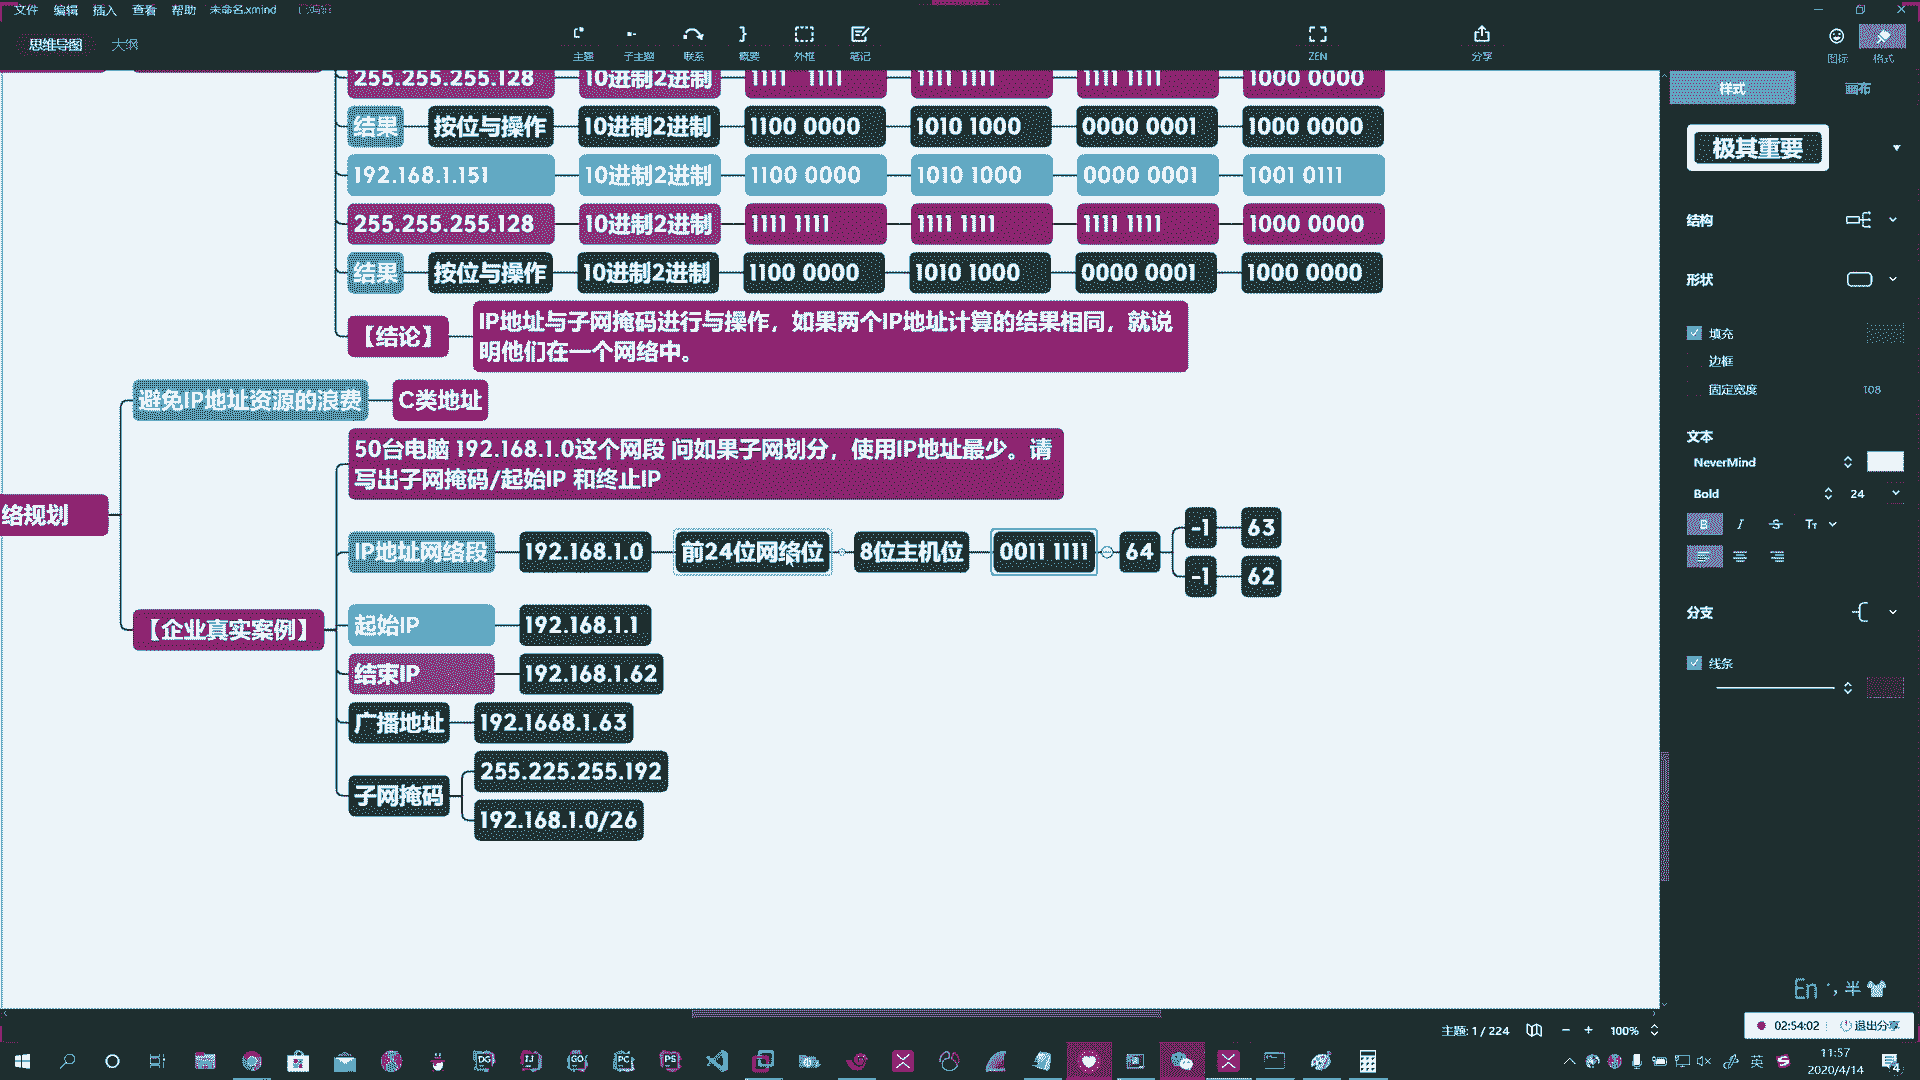 文件 编辑 插入 查看 帮助 未命名.xmind
思维导图 大纲
主题 子主题 联系 概要 外框 笔记 ZEN 分享 图标 格式
255.255.255.128 10进制2进制 1111 1111 1111 1111 1111 1111 1000 0000
结果 按位与操作 10进制2进制 1100 0000 1010 1000 0000 0001 1000 0000
192.168.1.151 10进制2进制 1100 0000 1010 1000 0000 0001 1001 0111
255.255.255.128 10进制2进制 1111 1111 1111 1111 1111 1111 1000 0000
结果 按位与操作 10进制2进制 1100 0000 1010 1000 0000 0001 1000 0000
【结论】
IP地址与子网掩码进行与操作，如果两个IP地址计算的结果相同，就说
明他们在一个网络中。
避免IP地址资源的浪费 C类地址
50台电脑 192.168.1.0这个网段 问如果子网划分，使用IP地址最少。请
写出子网掩码/起始IP 和终止IP
络规划
IP地址网络段 192.168.1.0 前24位网络位 8位主机位 0011 1111 64
-1 63
-1 62
【企业真实案例】
起始IP 192.168.1.1
结束IP 192.168.1.62
广播地址 192.1668.1.63
子网掩码
255.225.255.192
192.168.1.0/26
样式 画布
极其重要
结构
形状
填充
边框
固定宽度 108
文本
NeverMind
Bold 24
B I S Tт
分支
线条
En 半
主题: 1 / 224 100%
02:54:02 退出分享
DG IJ GO PC PS
英
11:57
2020/4/14
4